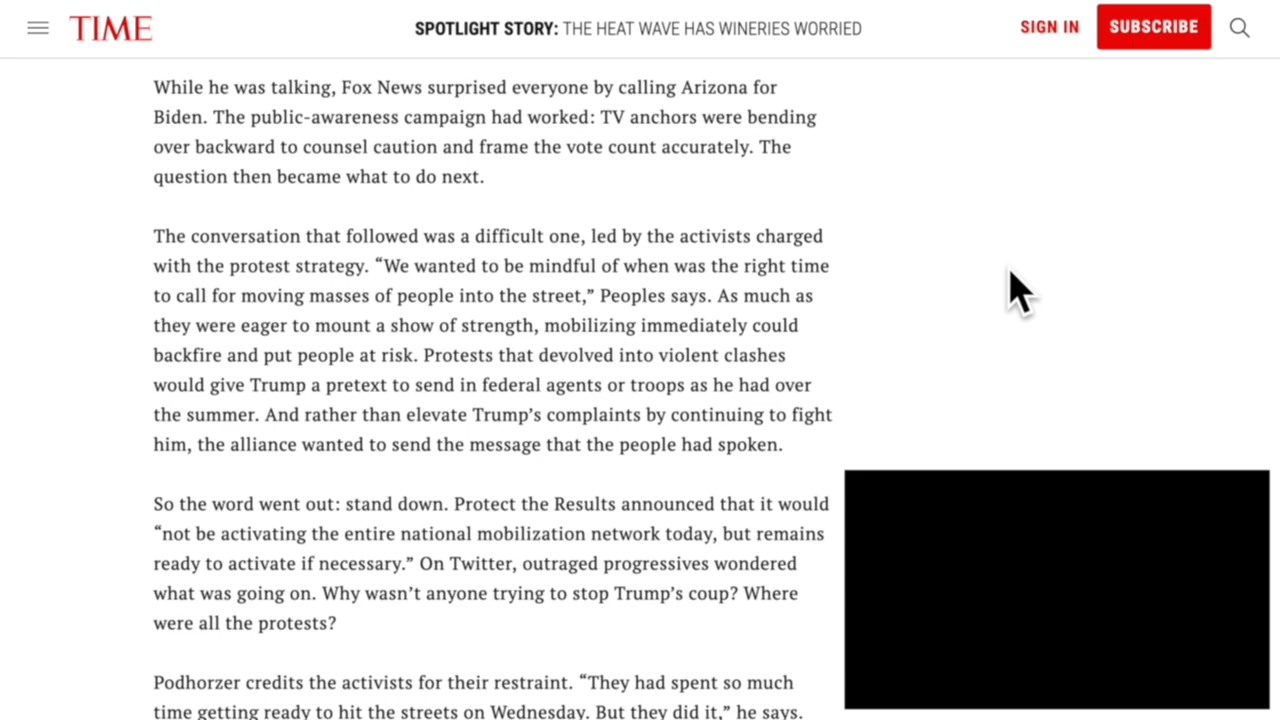 TIME
SPOTLIGHT STORY: THE HEAT WAVE HAS WINERIES WORRIED
SIGN IN
SUBSCRIBE
While he was talking, Fox News surprised everyone by calling Arizona for
Biden. The public-awareness campaign had worked: TV anchors were bending
over backward to counsel caution and frame the vote count accurately. The
question then became what to do next.
The conversation that followed was a difficult one, led by the activists charged
with the protest strategy. “We wanted to be mindful of when was the right time
to call for moving masses of people into the street,” Peoples says. As much as
they were eager to mount a show of strength, mobilizing immediately could
backfire and put people at risk. Protests that devolved into violent clashes
would give Trump a pretext to send in federal agents or troops as he had over
the summer. And rather than elevate Trump’s complaints by continuing to fight
him, the alliance wanted to send the message that the people had spoken.
So the word went out: stand down. Protect the Results announced that it would
“not be activating the entire national mobilization network today, but remains
ready to activate if necessary.” On Twitter, outraged progressives wondered
what was going on. Why wasn’t anyone trying to stop Trump’s coup? Where
were all the protests?
Podhorzer credits the activists for their restraint. “They had spent so much
time getting ready to hit the streets on Wednesday. But they did it,” he says.